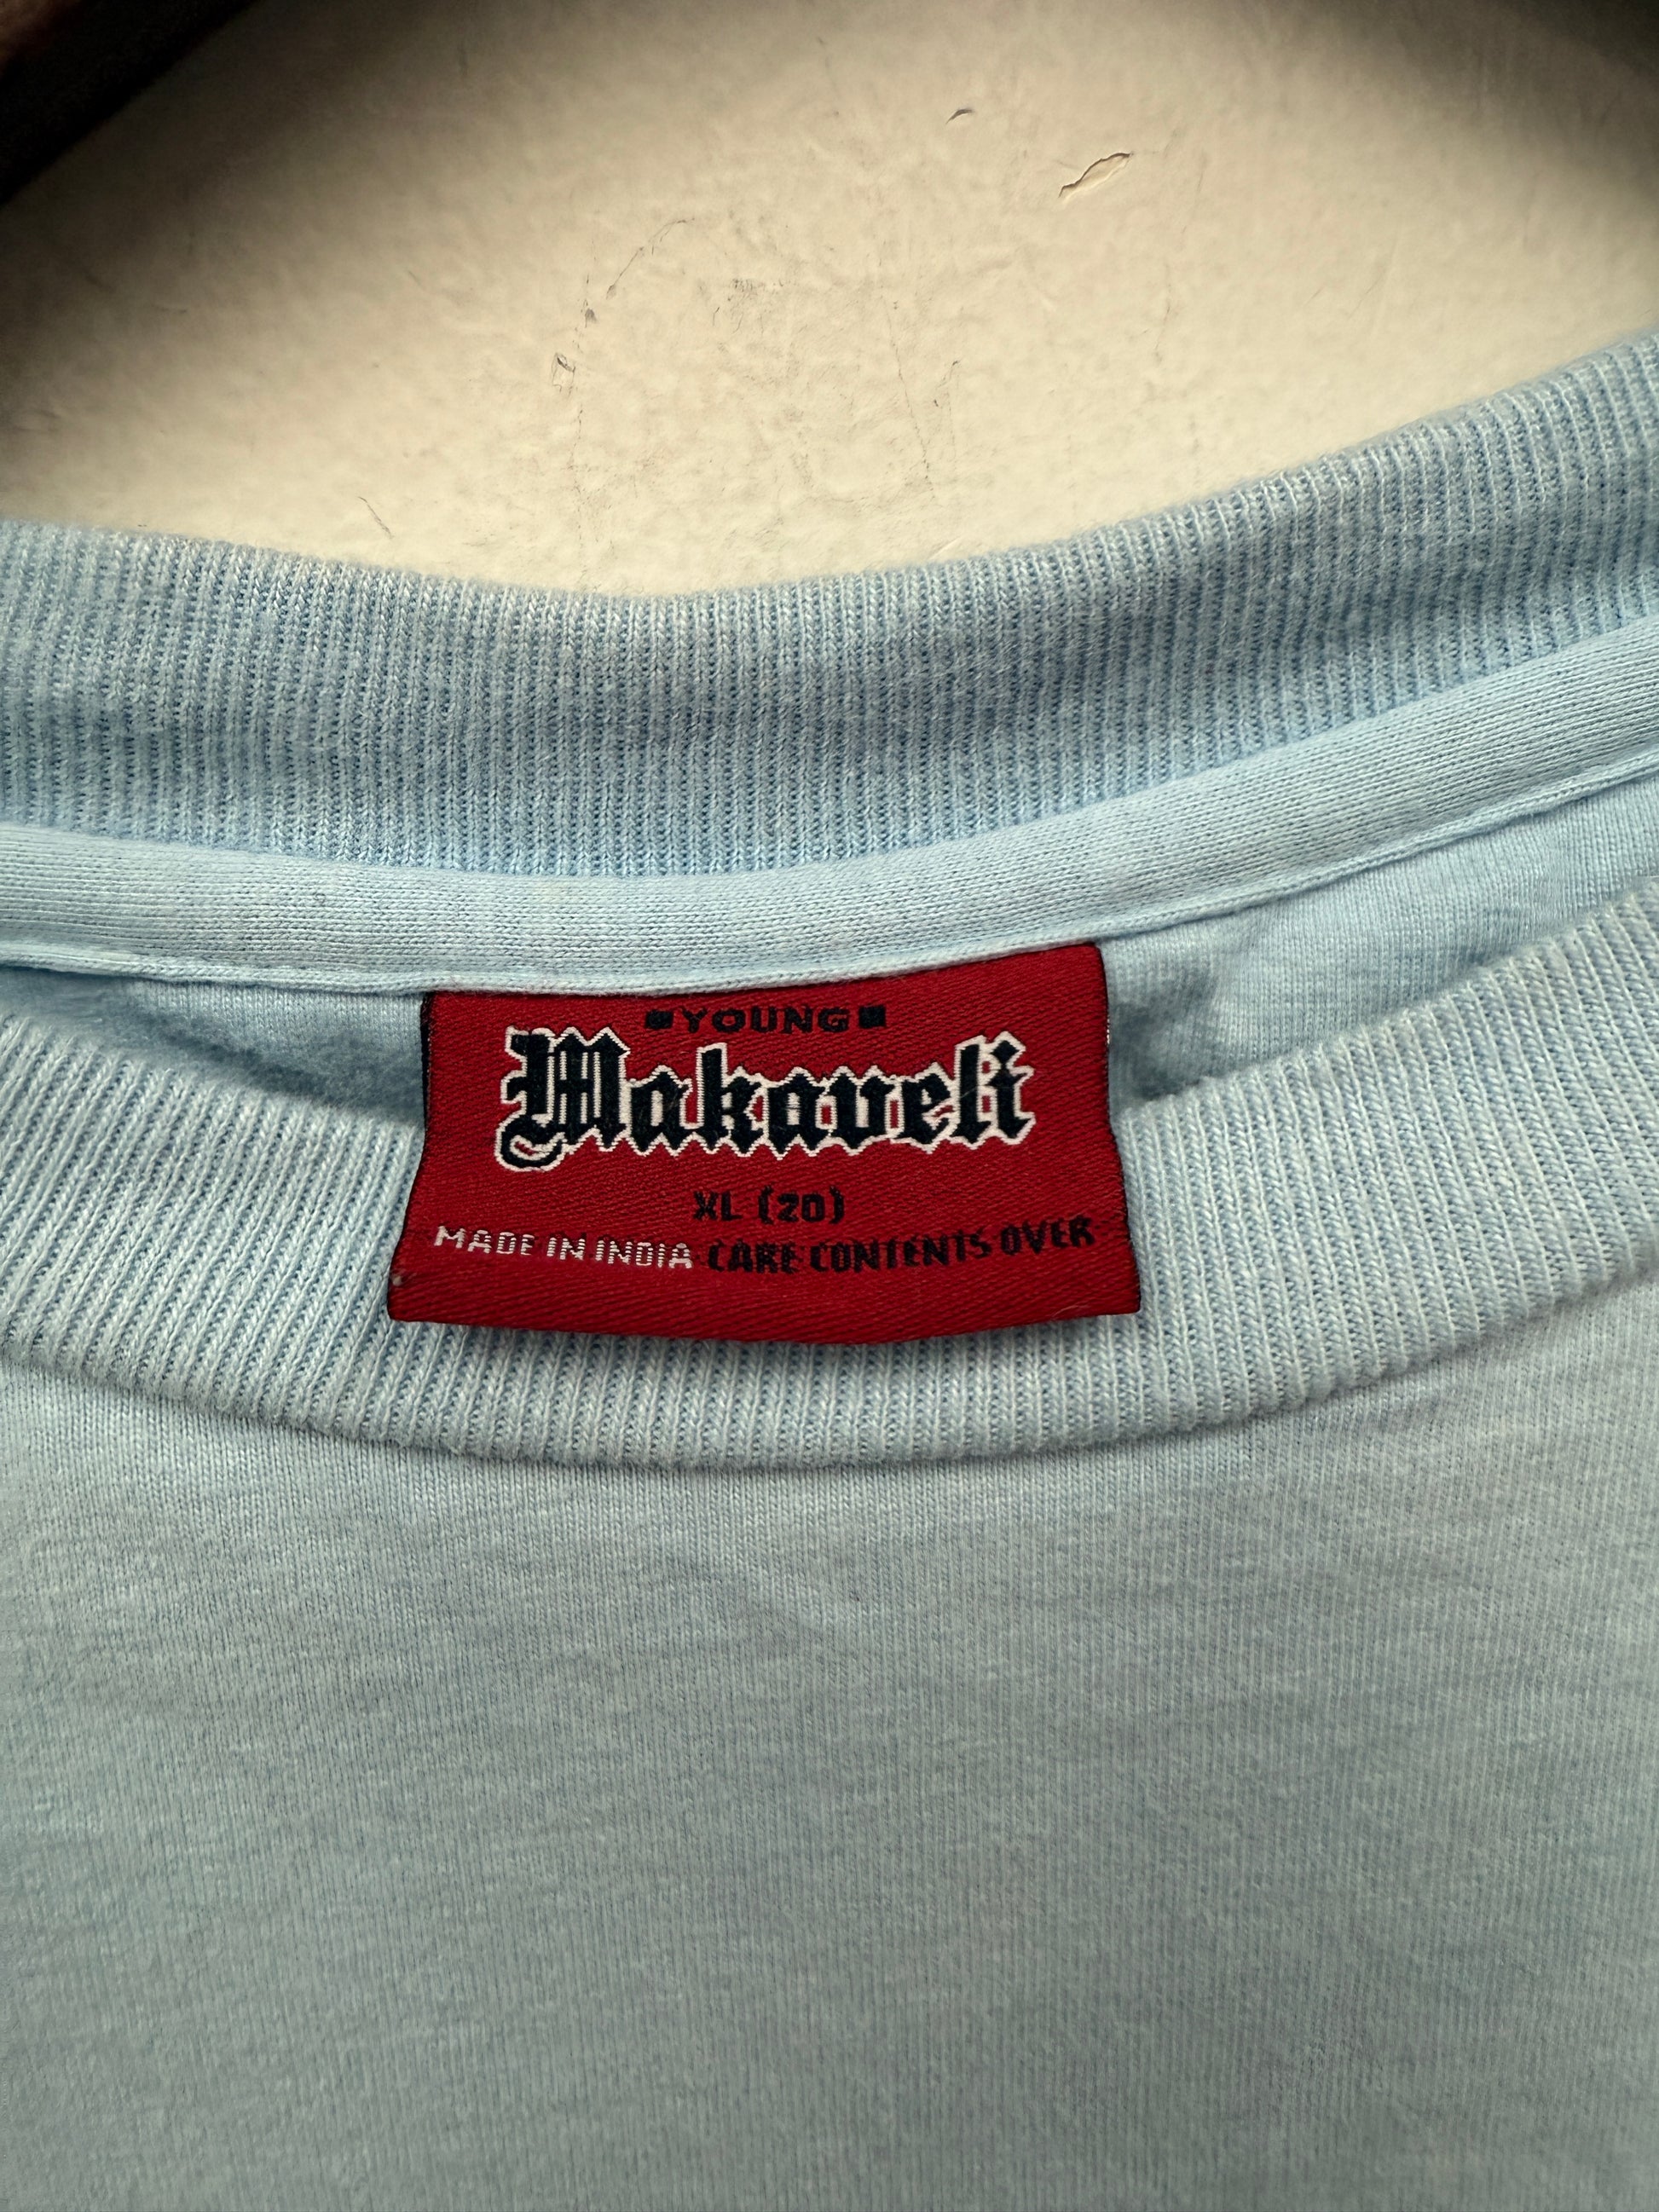 YOUNG
Makaveli
XL (20)
MADE IN INDIA CARE CONTENTS OVER